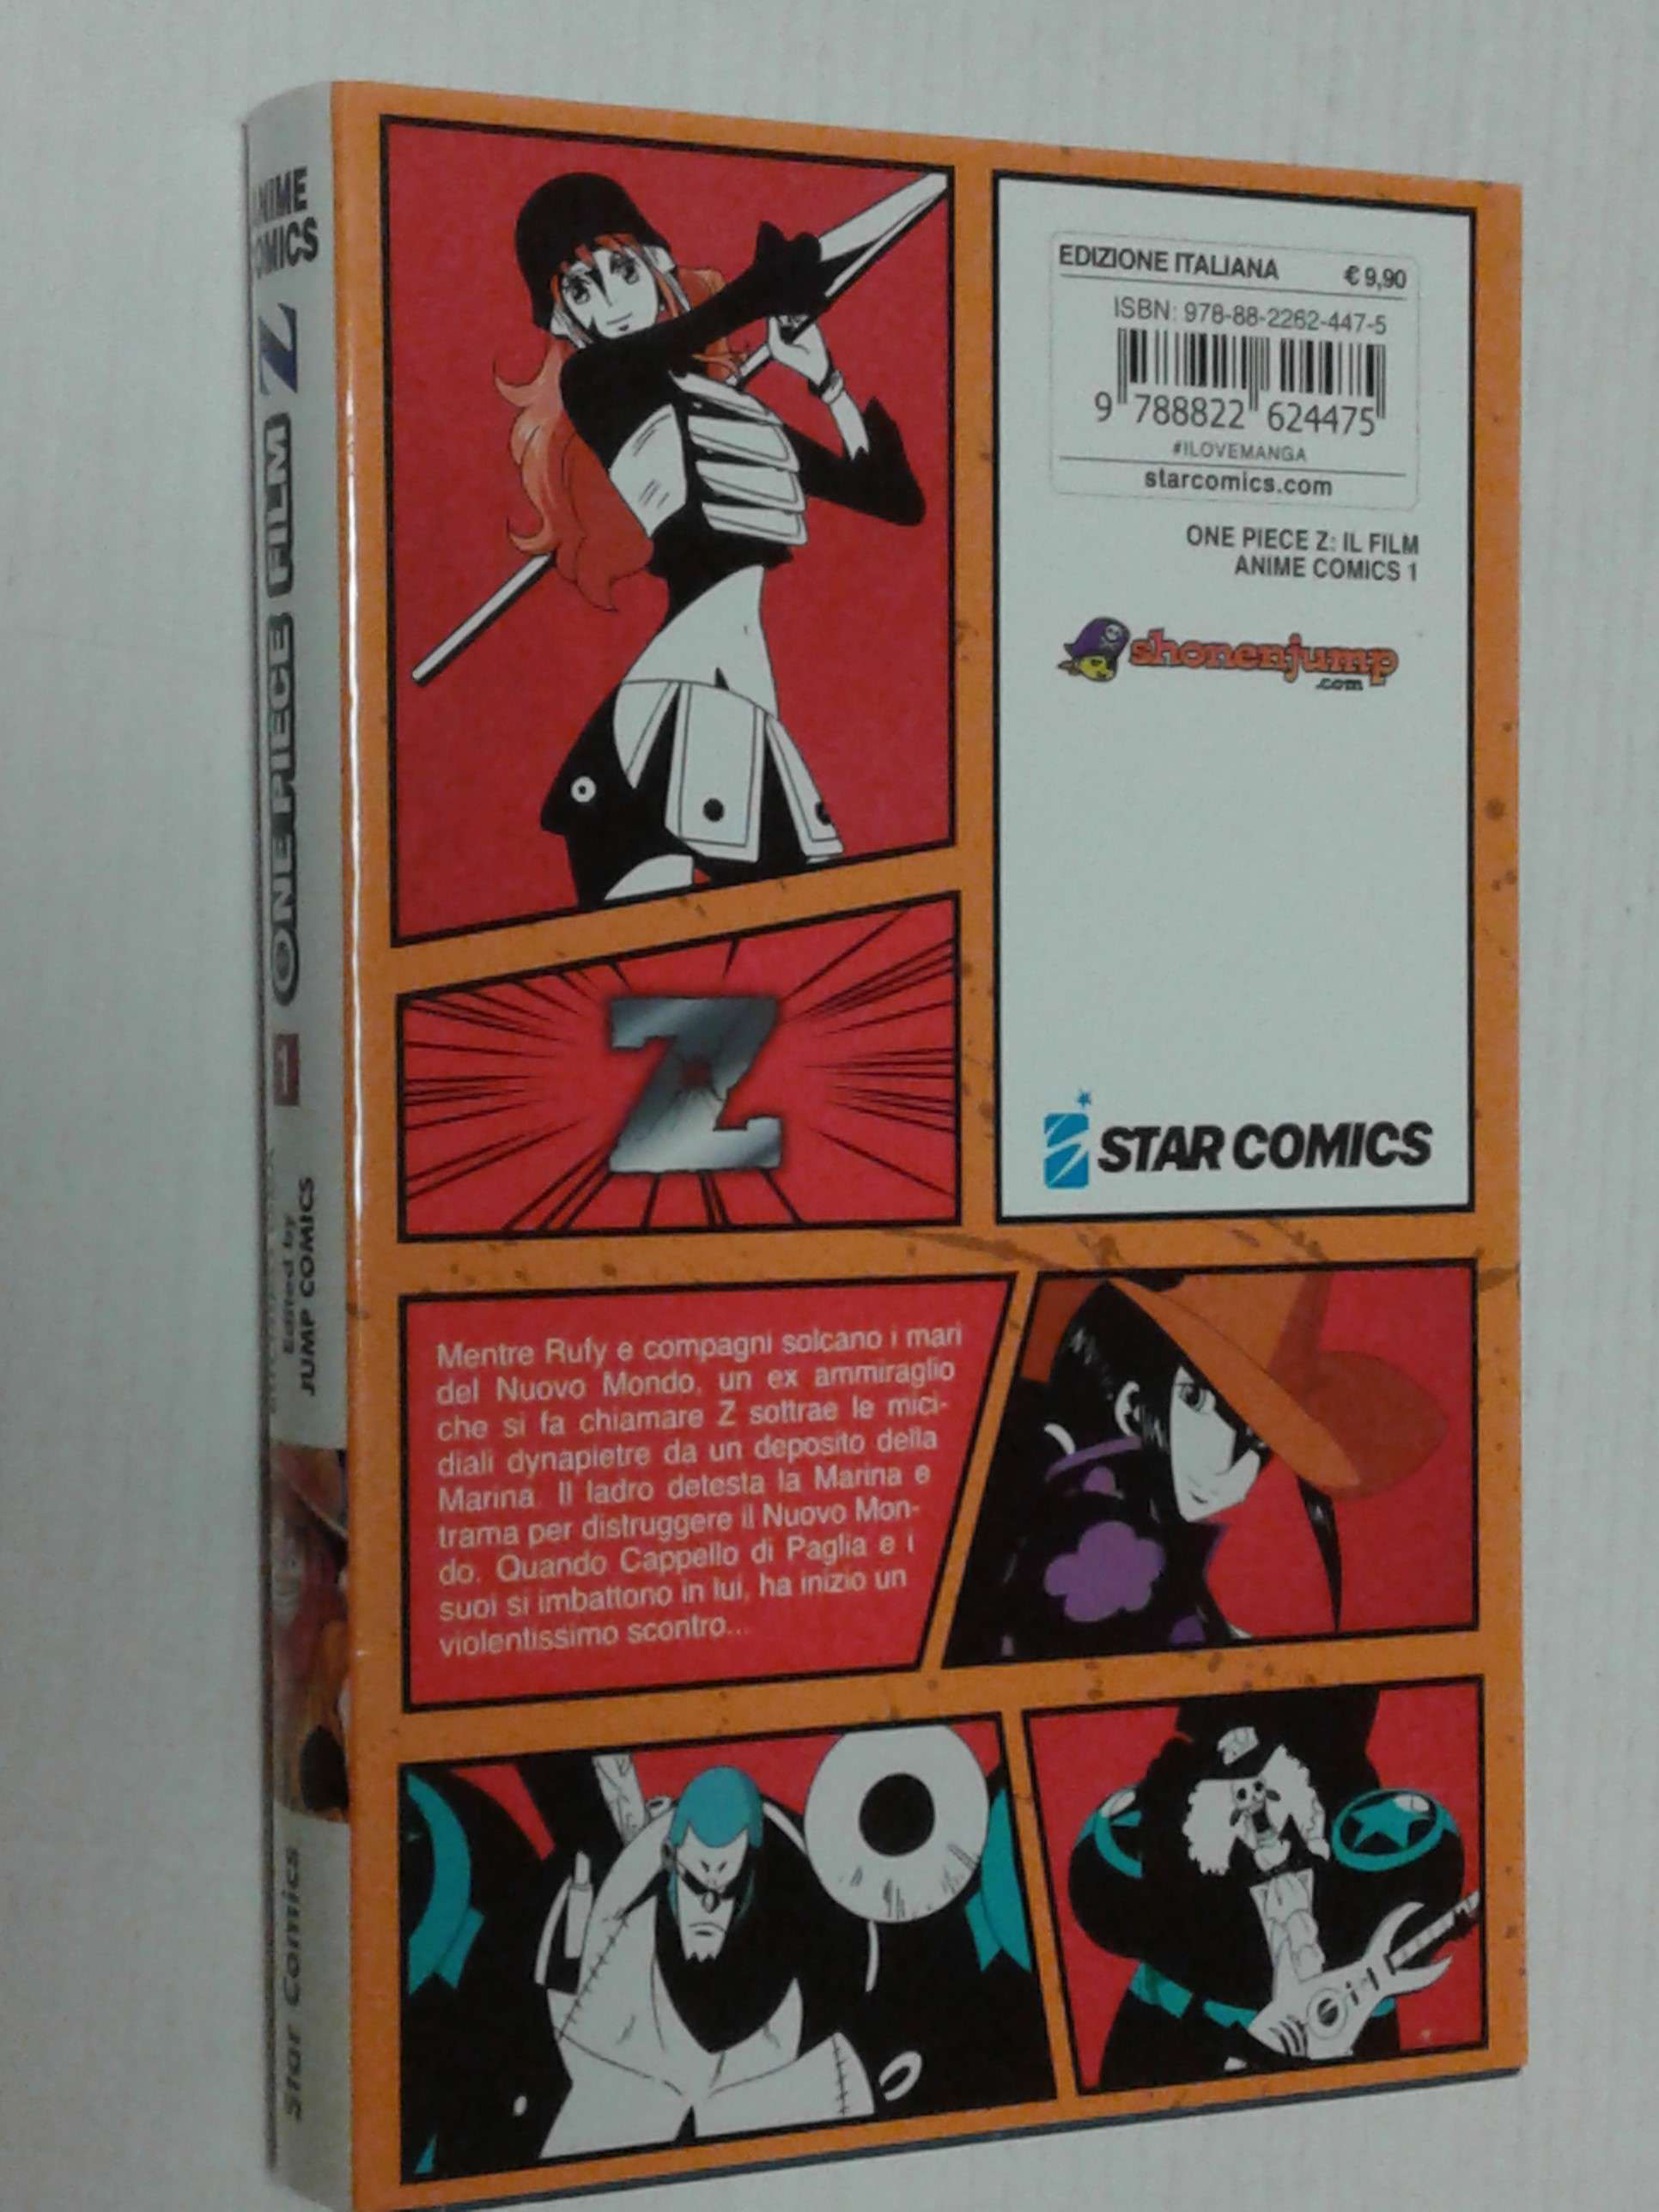 ANIME
COMICS
ONE PIECE FILM Z
1
Edited by
JUMP COMICS
Star Comics
Z
Mentre Rufy e compagni solcano i mari
del Nuovo Mondo, un ex ammiraglio
che si fa chiamare Z sottrae le mici-
diali dynapietre da un deposito della
Marina. Il ladro detesta la Marina e
trama per distruggere il Nuovo Mon-
do. Quando Cappello di Paglia e i
suoi si imbattono in lui, ha inizio un
violentissimo scontro...
EDIZIONE ITALIANA € 9,90
ISBN: 978-88-2262-447-5
9 788822 624475
#ILOVEMANGA
starcomics.com
ONE PIECE Z: IL FILM
ANIME COMICS 1
shonenjump
.com
STAR COMICS